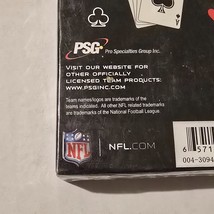 A
A
PSG
Pro Specialties Group Inc.
VISIT OUR WEBSITE FOR
OTHER OFFICIALLY
LICENSED TEAM PRODUCTS:
WWW.PSGINC.COM
Team names/logos are trademarks of the
teams indicated. All other NFL related trademarks
are trademarks of the National Football League.
NFL
NFL.COM
6 571
004-3094